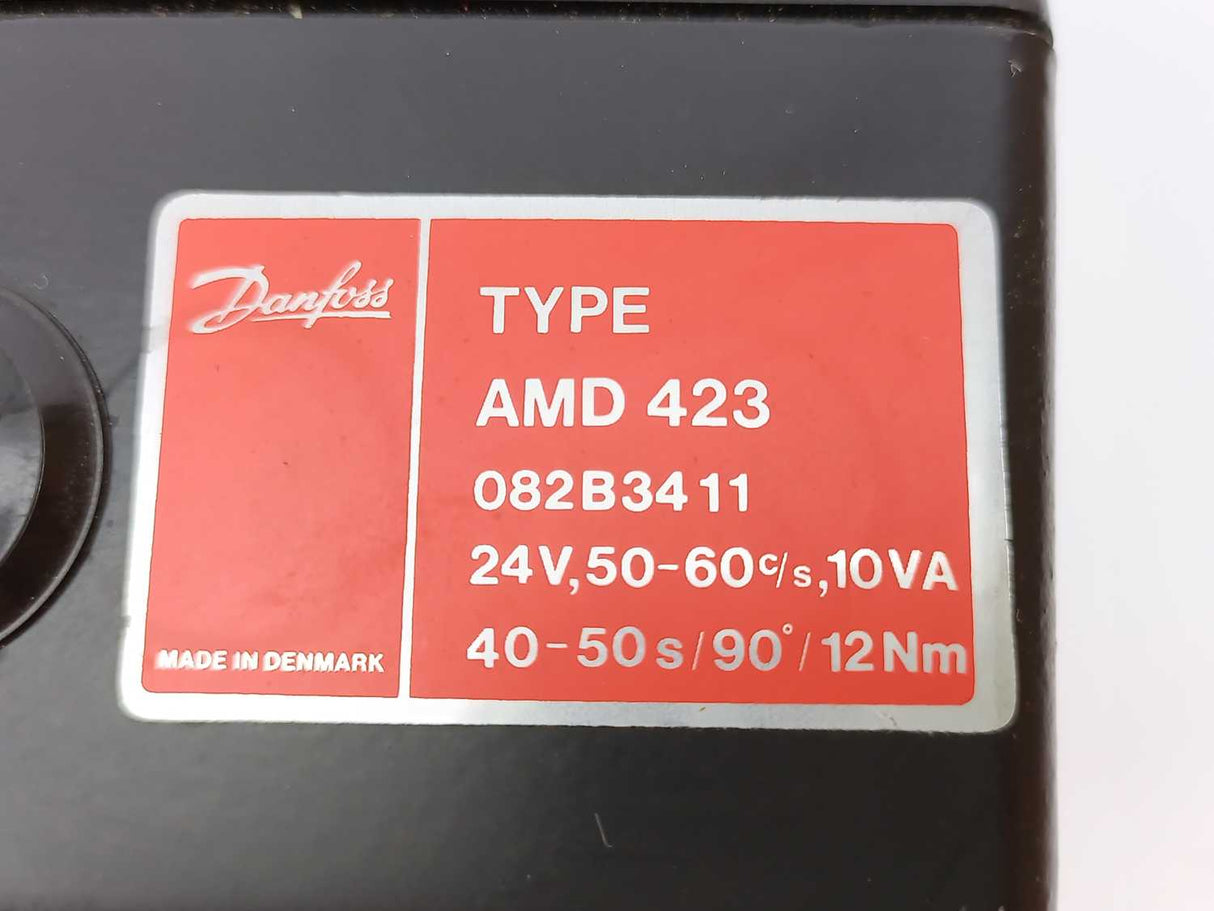 Danfoss
MADE IN DENMARK
TYPE
AMD 423
082B3411
24V,50-60c/s,10VA
40-50s/90°/12Nm